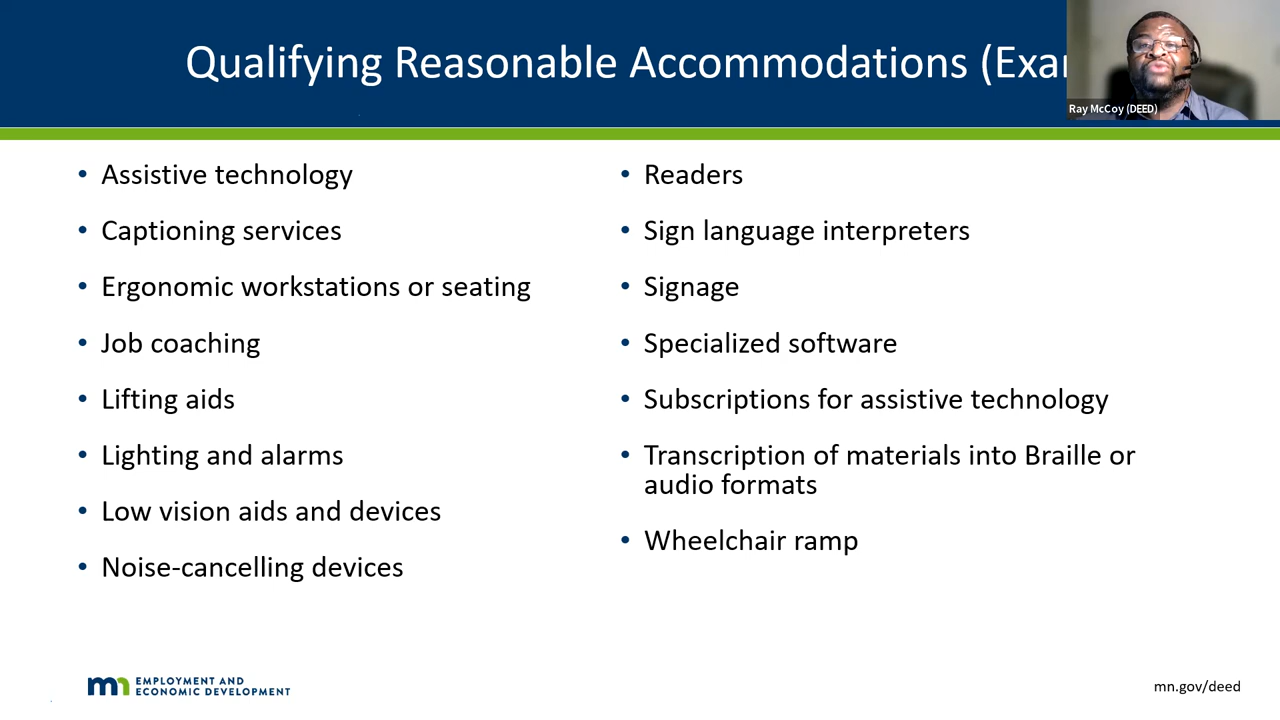 Qualifying Reasonable Accommodations (Exa
Ray McCoy (DEED)
• Assistive technology
• Captioning services
• Ergonomic workstations or seating
• Job coaching
• Lifting aids
• Lighting and alarms
• Low vision aids and devices
• Noise-cancelling devices
• Readers
• Sign language interpreters
• Signage
• Specialized software
• Subscriptions for assistive technology
• Transcription of materials into Braille or
audio formats
• Wheelchair ramp
mn EMPLOYMENT AND
ECONOMIC DEVELOPMENT
mn.gov/deed